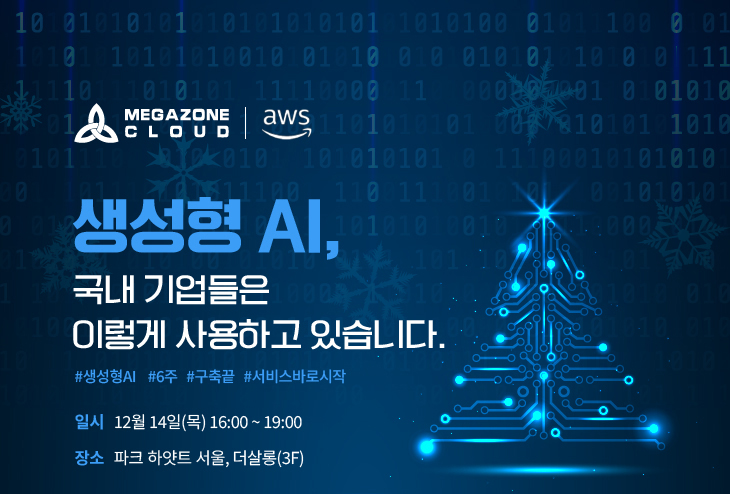 MEGAZONE
CLOUD
aws
생성형 AI,
국내 기업들은
이렇게 사용하고 있습니다.
#생성형AI #6주 #구축끝 #서비스바로시작
일시 12월 14일(목) 16:00 ~ 19:00
장소 파크 하얏트 서울, 더살롱(3F)